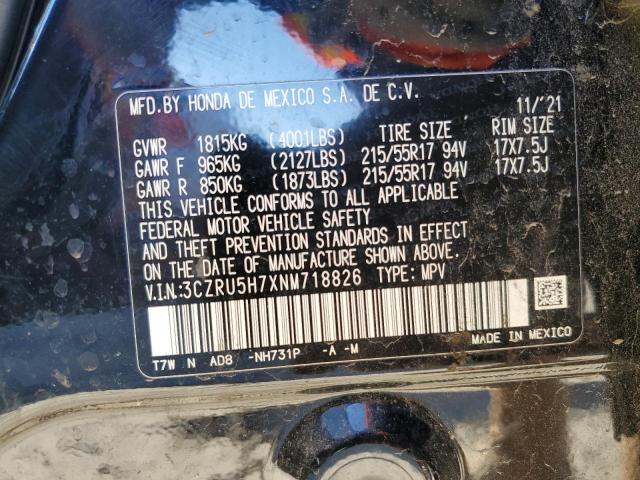 MFD.BY HONDA DE MEXICO S.A. DE C.V. 11/'21
GVWR 1815KG (4001LBS) TIRE SIZE RIM SIZE
GAWR F 965KG (2127LBS) 215/55R17 94V 17X7.5J
GAWR R 850KG (1873LBS) 215/55R17 94V 17X7.5J
THIS VEHICLE CONFORMS TO ALL APPLICABLE
FEDERAL MOTOR VEHICLE SAFETY
AND THEFT PREVENTION STANDARDS IN EFFECT
ON THE DATE OF MANUFACTURE SHOWN ABOVE.
V.I.N:3CZRU5H7XNM718826 TYPE: MPV
T7W N AD8 -NH731P -A -M
MADE IN MEXICO